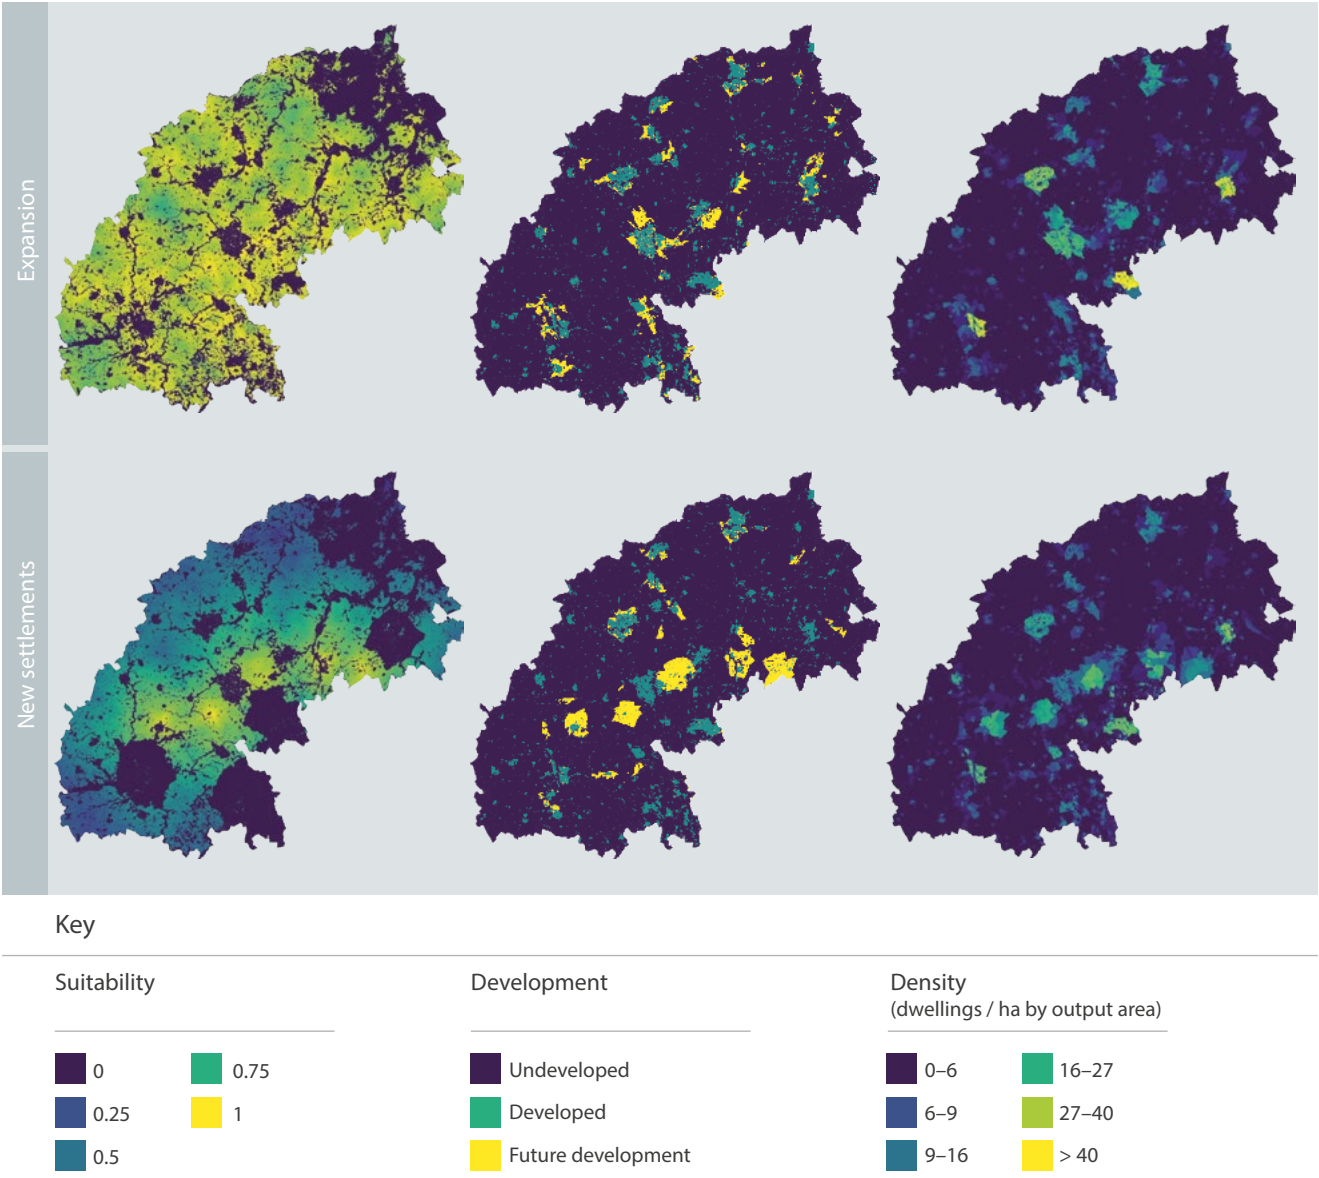 Expansion
New settlements
Key
Suitability
0
0.25
0.5
0.75
1
Development
Undeveloped
Developed
Future development
Density
(dwellings / ha by output area)
0–6
6–9
9–16
16–27
27–40
> 40